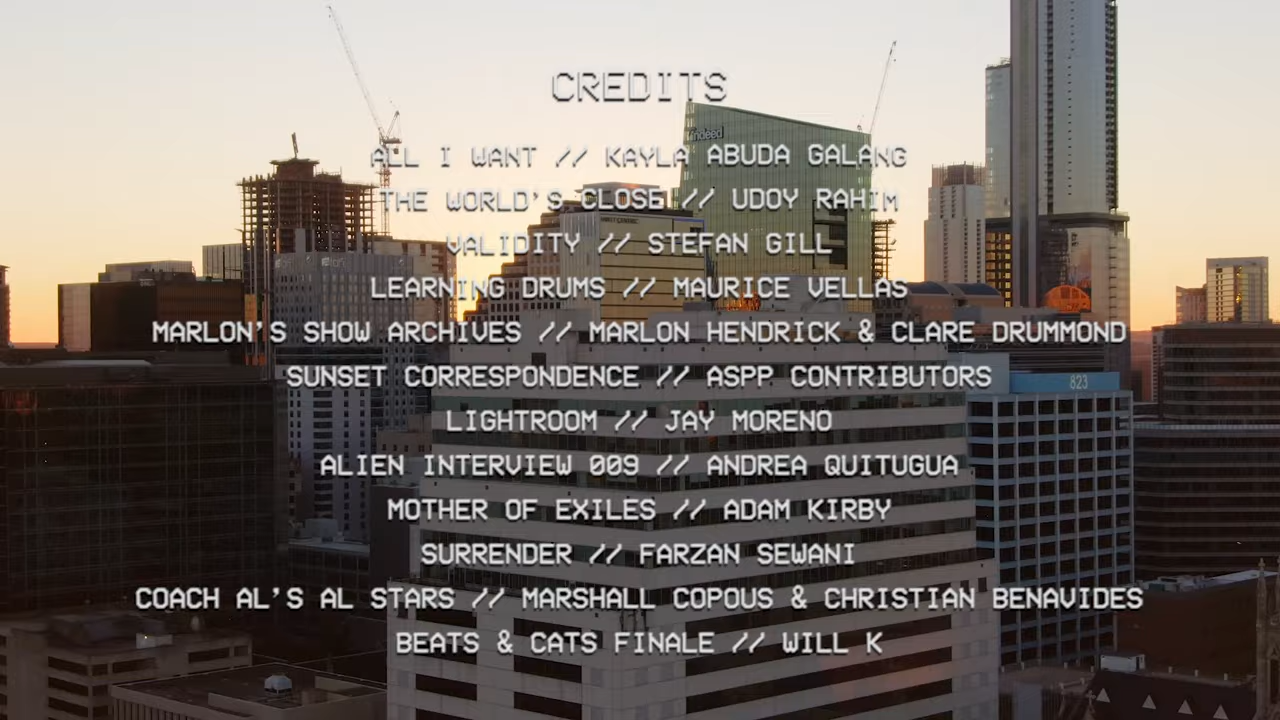 CREDITS
ALL I WANT // KAYLA ABUDA GALANG
THE WORLD'S CLOSE // UDOY RAHIM
VALIDITY // STEFAN GILL
LEARNING DRUMS // MAURICE VELLAS
MARLON'S SHOW ARCHIVES // MARLON HENDRICK & CLARE DRUMMOND
SUNSET CORRESPONDENCE // ASPP CONTRIBUTORS
LIGHTROOM // JAY MORENO
ALIEN INTERVIEW 009 // ANDREA QUITUGUA
MOTHER OF EXILES // ADAM KIRBY
SURRENDER // FARZAN SEWANI
COACH AL'S AL STARS // MARSHALL COPOUS & CHRISTIAN BENAVIDES
BEATS & CATS FINALE // WILL K
indeed
823